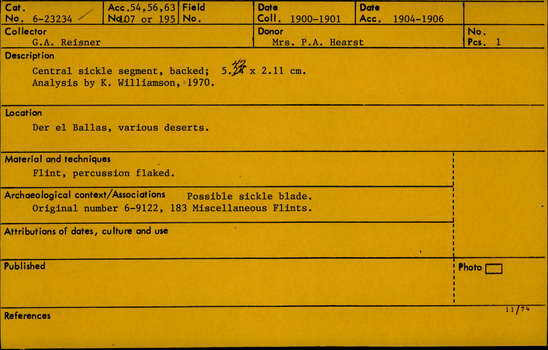 Cat. Acc. 54,56,63 Field Date Date
No. 6-23234 No. 107 or 195 No. Coll. 1900-1901 Acc. 1904-1906
Collector Donor No.
G.A. Reisner Mrs. P.A. Hearst Pcs. 1
Description
Central sickle segment, backed; 5. x 2.11 cm.
Analysis by K. Williamson, 1970.
Location
Der el Ballas, various deserts.
Material and techniques
Flint, percussion flaked.
Archaeological context/Associations Possible sickle blade.
Original number 6-9122, 183 Miscellaneous Flints.
Attributions of dates, culture and use
Published Photo
11/74
References